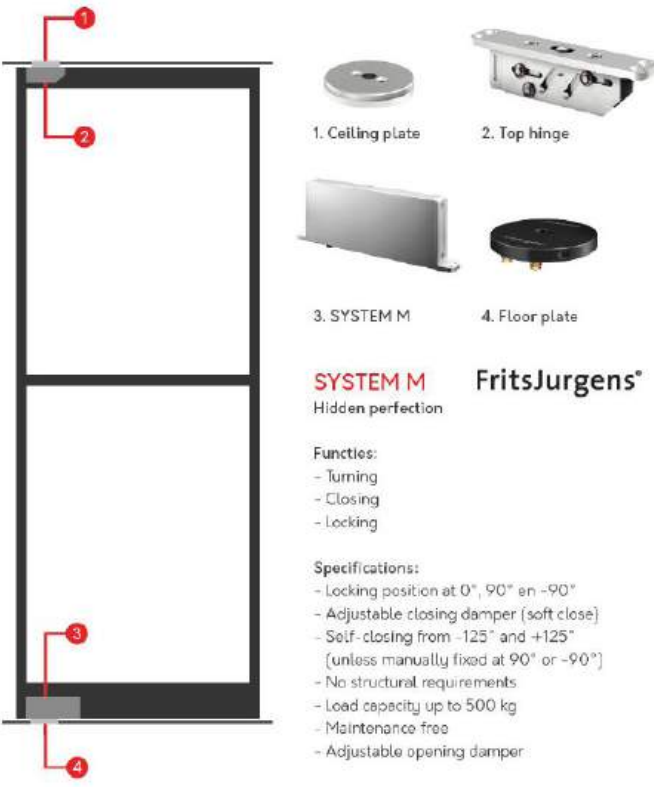 1
2
1. Ceiling plate
2. Top hinge
3. SYSTEM M
4. Floor plate
SYSTEM M
FritsJurgens®
Hidden perfection
Functies:
- Turning
- Closing
- Locking
Specifications:
- Locking position at 0°, 90° en -90°
- Adjustable closing damper (soft close)
- Self-closing from -125° and +125°
(unless manually fixed at 90° or -90°)
- No structural requirements
- Load capacity up to 500 kg
- Maintenance free
- Adjustable opening damper
3
4